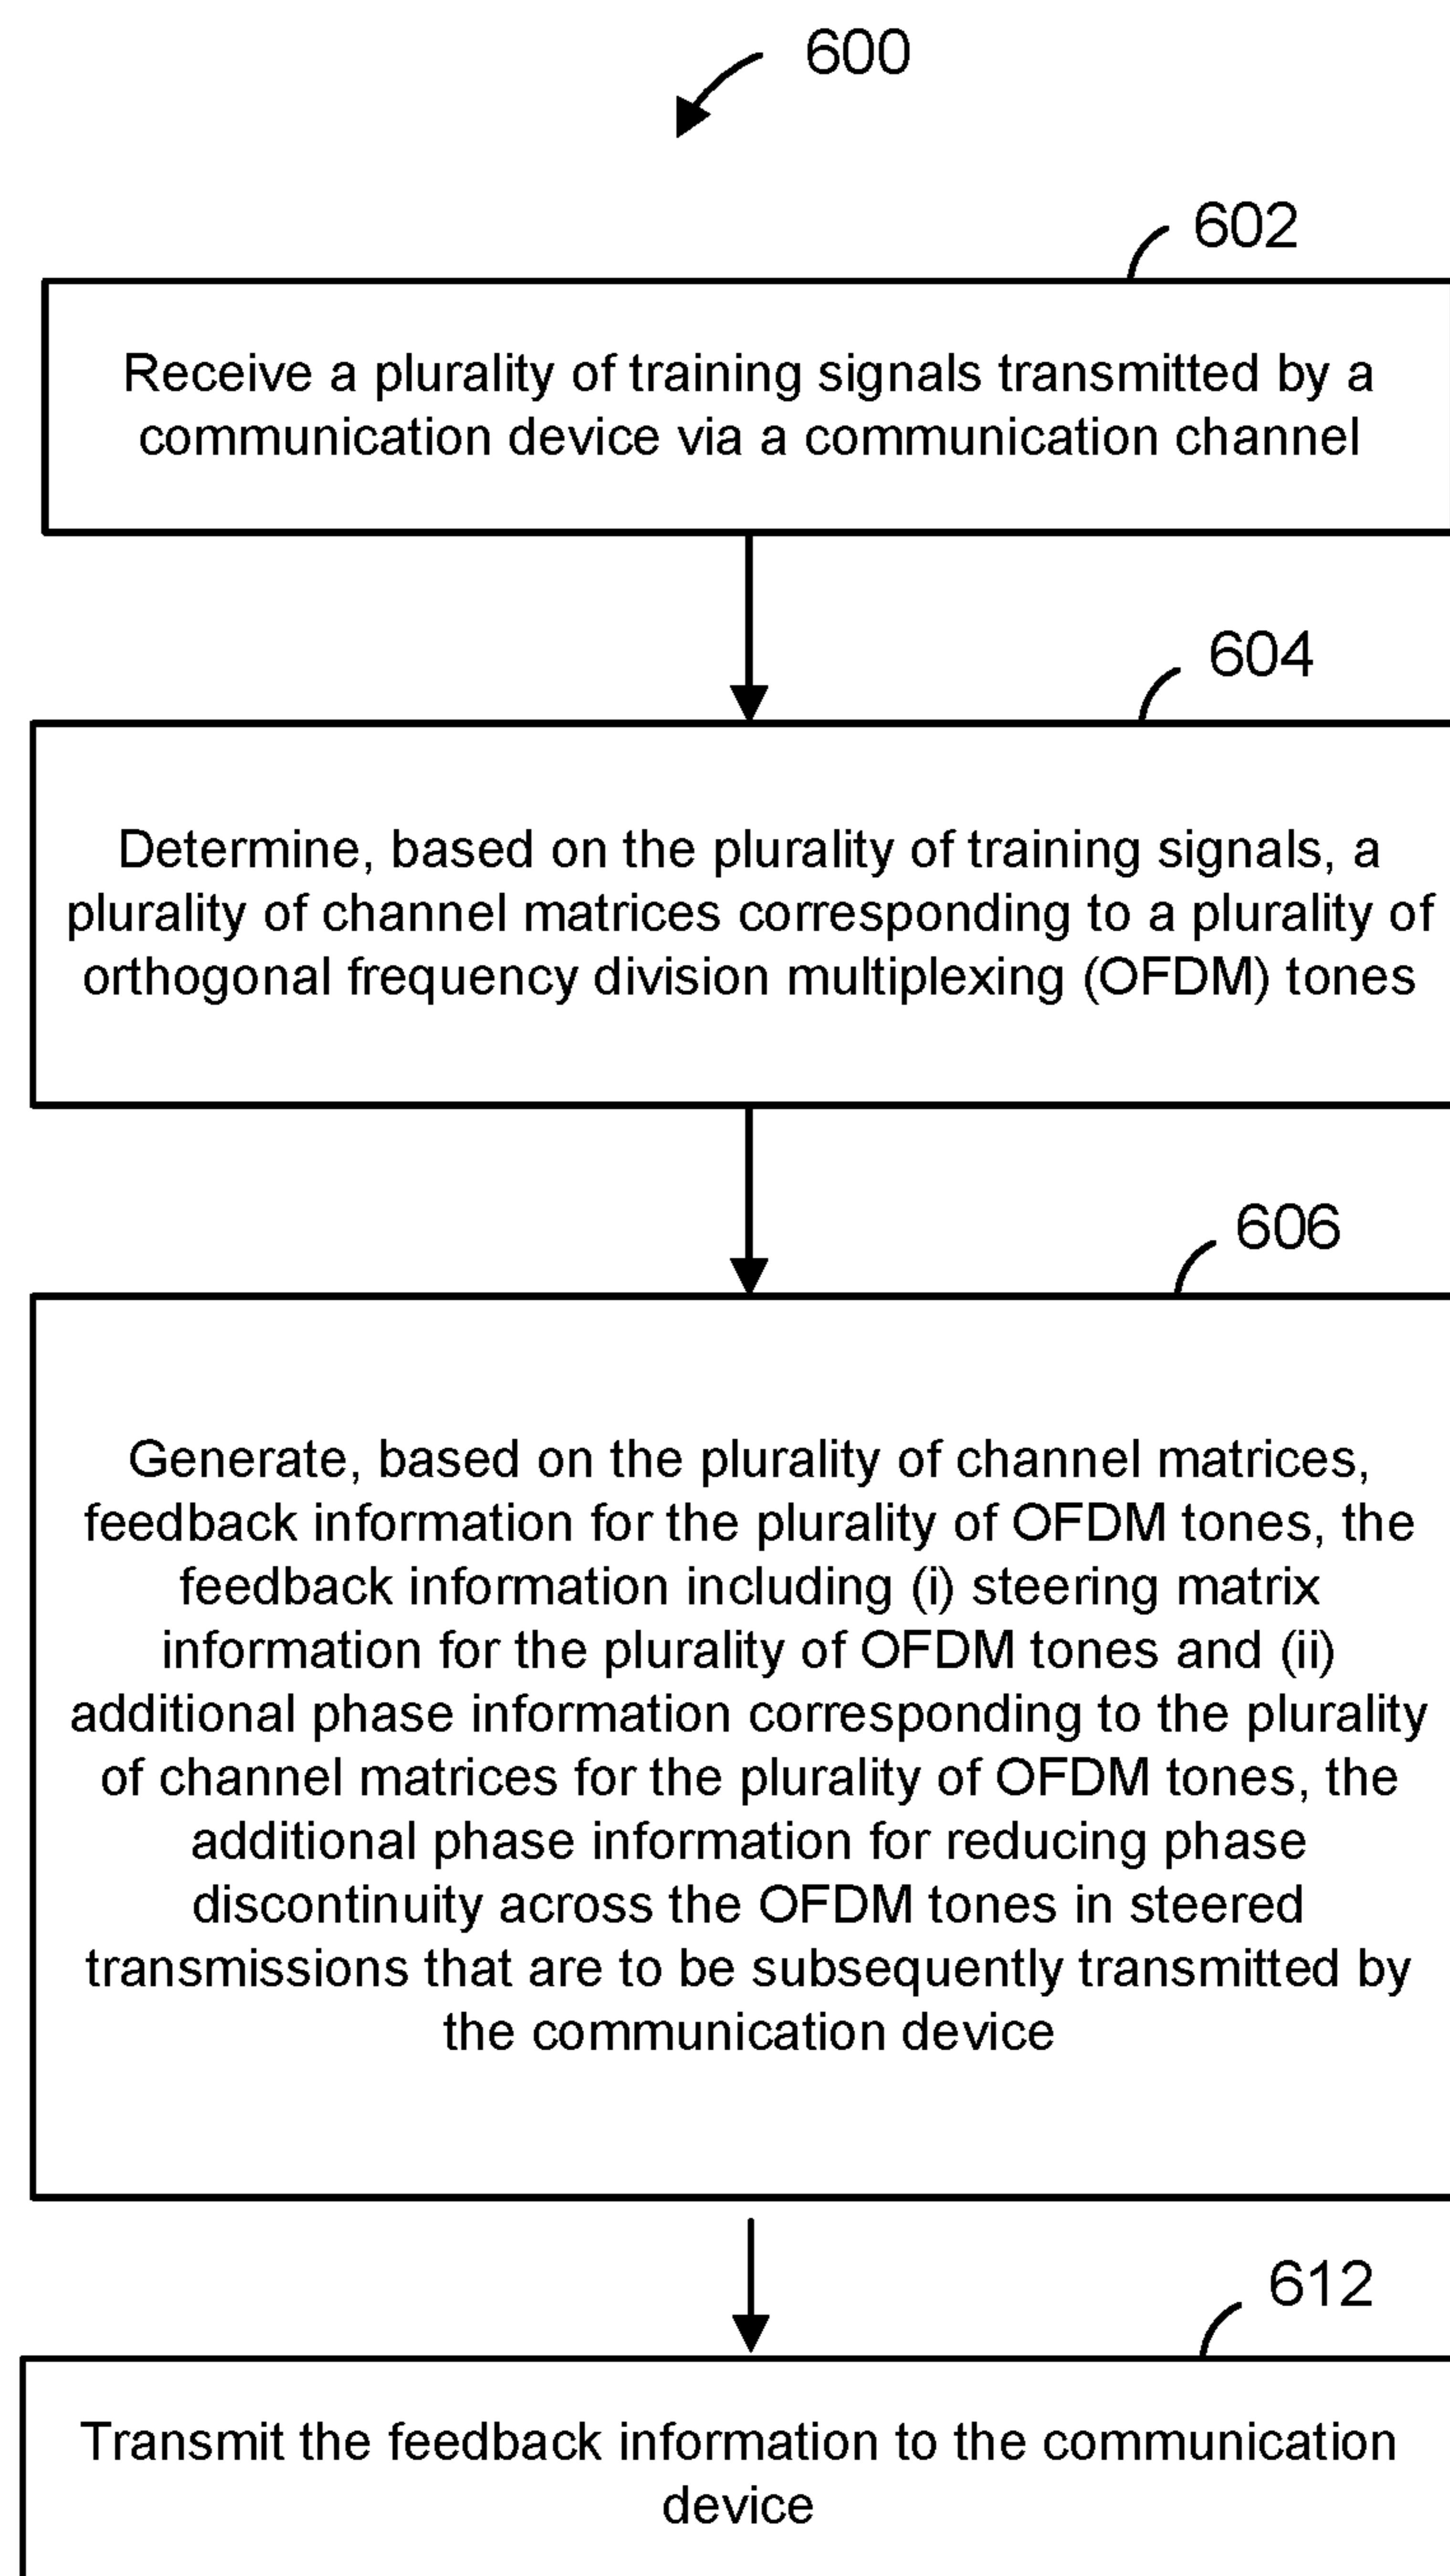 600
602
Receive a plurality of training signals transmitted by a
communication device via a communication channel
604
Determine, based on the plurality of training signals, a
plurality of channel matrices corresponding to a plurality of
orthogonal frequency division multiplexing (OFDM) tones
606
Generate, based on the plurality of channel matrices,
feedback information for the plurality of OFDM tones, the
feedback information including (i) steering matrix
information for the plurality of OFDM tones and (ii)
additional phase information corresponding to the plurality
of channel matrices for the plurality of OFDM tones, the
additional phase information for reducing phase
discontinuity across the OFDM tones in steered
transmissions that are to be subsequently transmitted by
the communication device
612
Transmit the feedback information to the communication
device